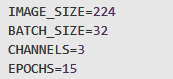 IMAGE_SIZE=224
BATCH_SIZE=32
CHANNELS=3
EPOCHS=15